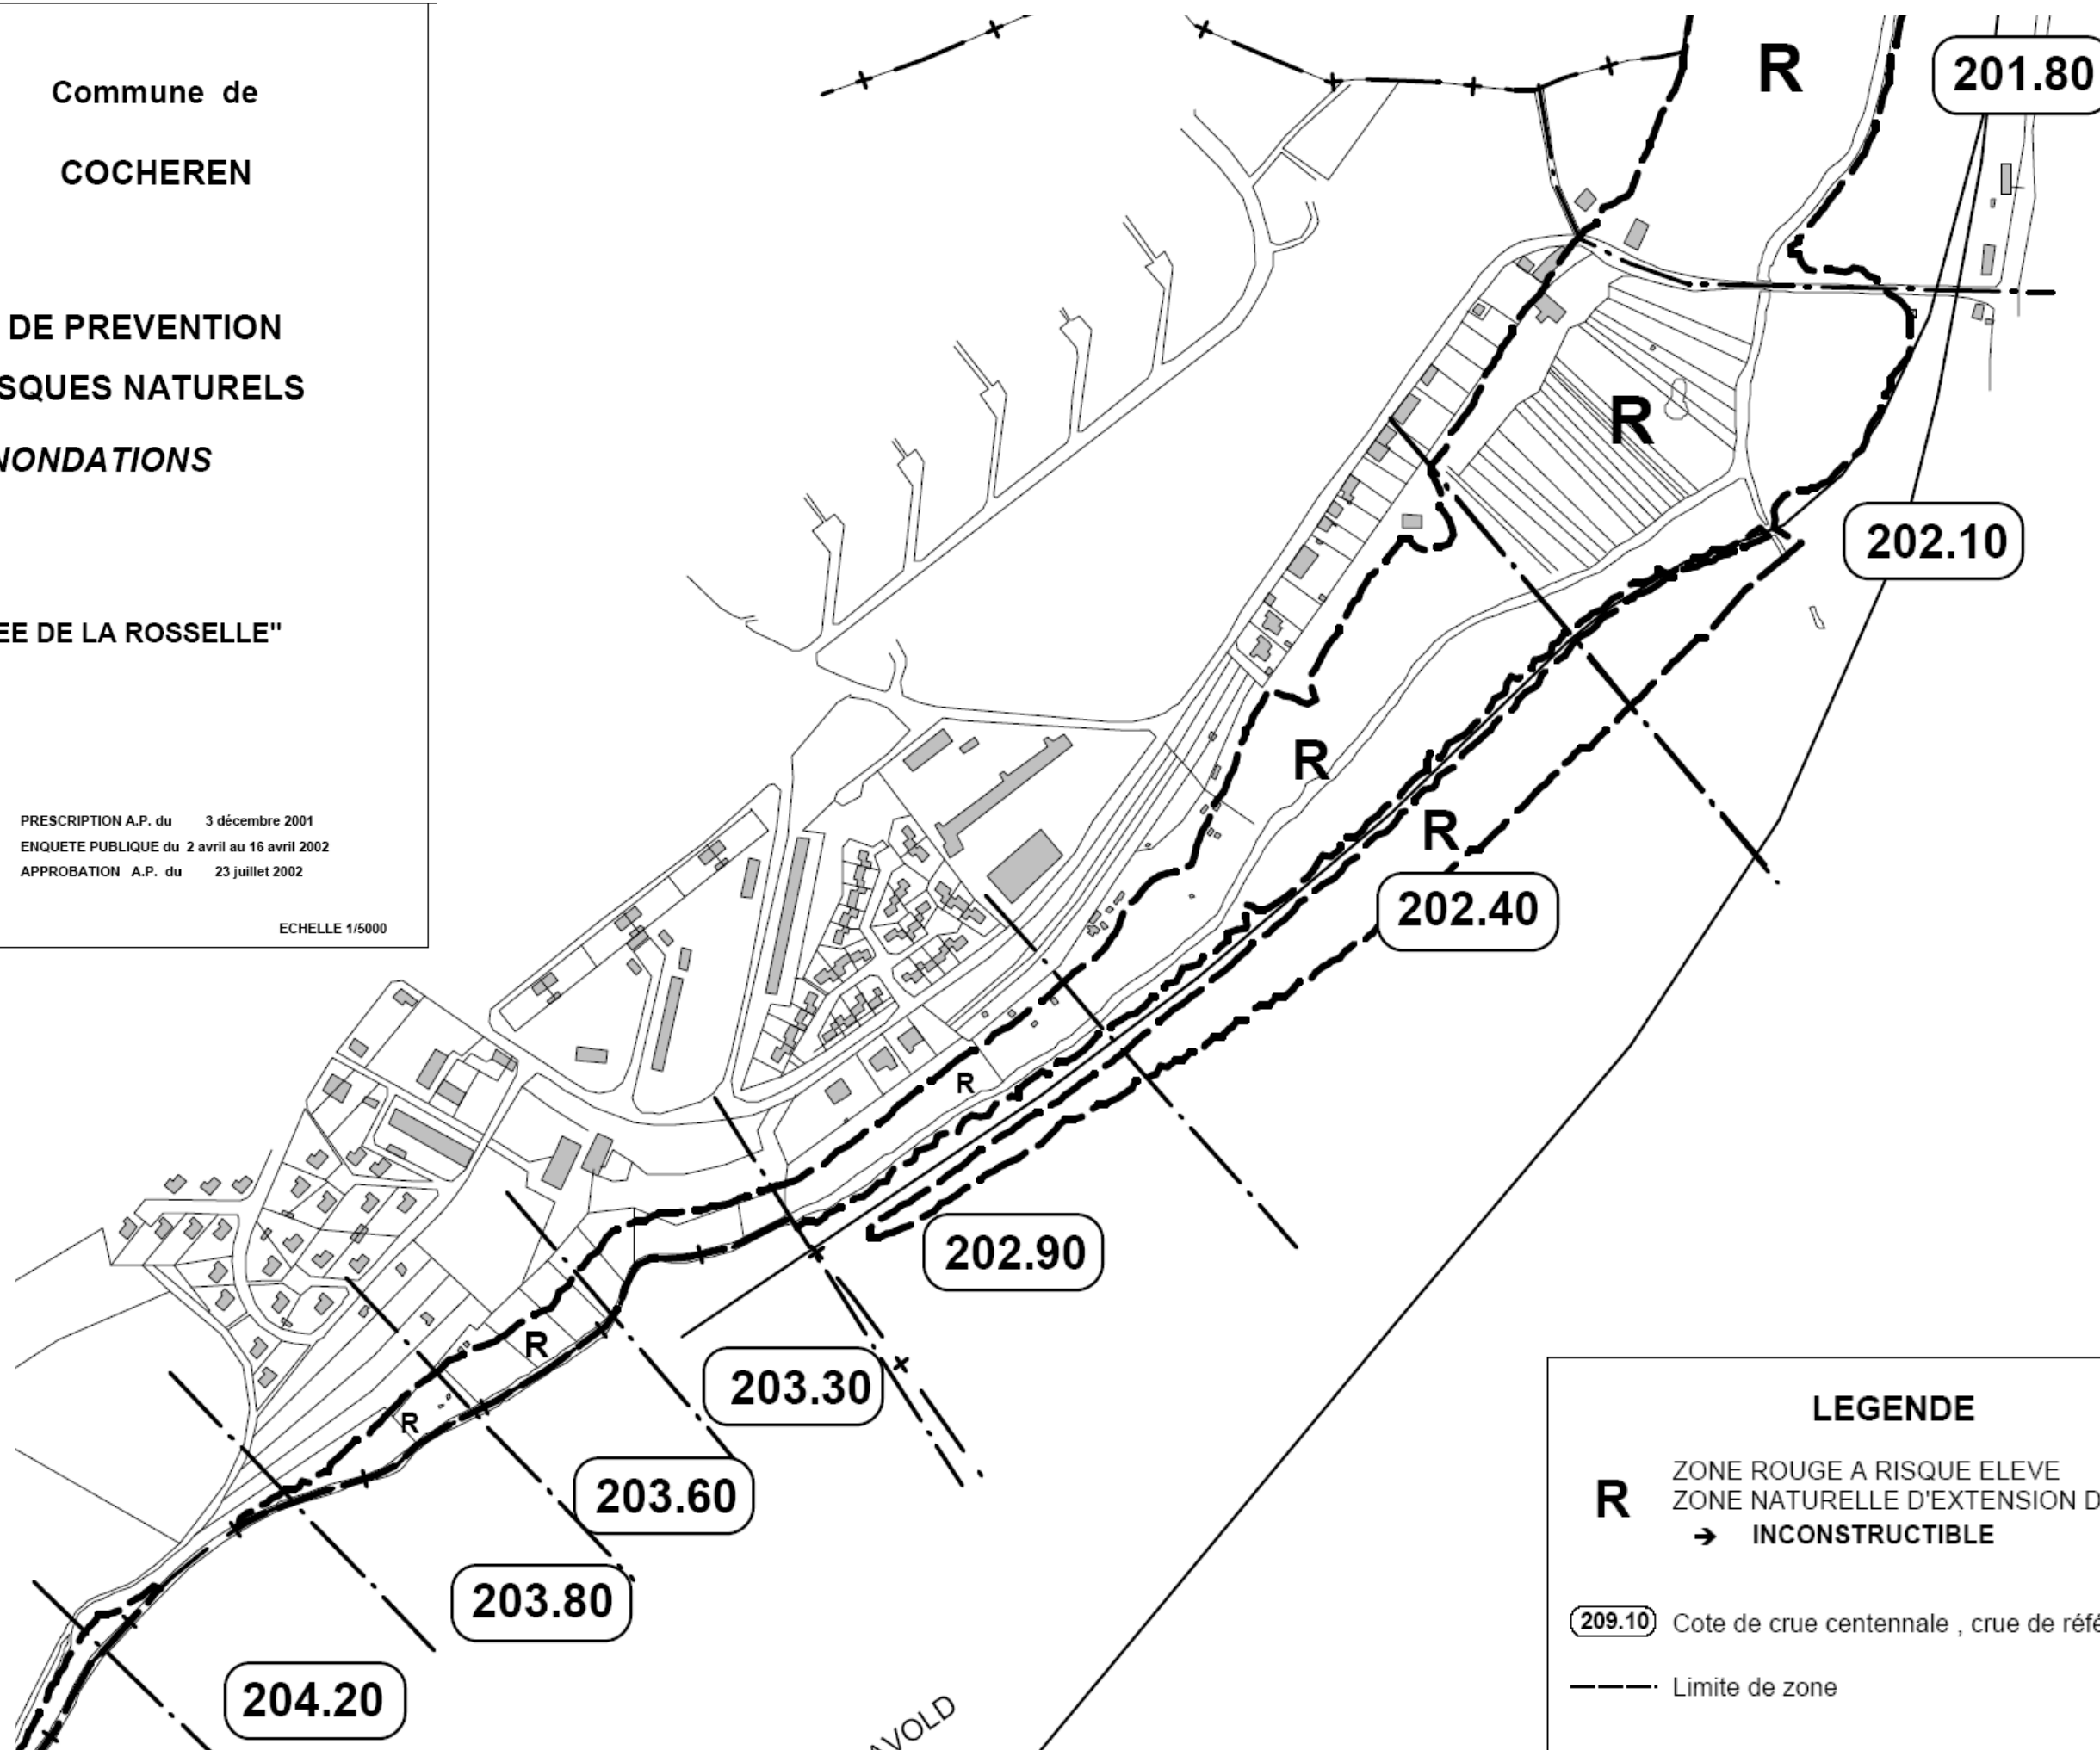 Commune de
COCHEREN
DE PREVENTION
SQUES NATURELS
NONDATIONS
EE DE LA ROSSELLE"
PRESCRIPTION A.P. du 3 décembre 2001
ENQUETE PUBLIQUE du 2 avril au 16 avril 2002
APPROBATION A.P. du 23 juillet 2002
ECHELLE 1/5000
R
201.80
R
202.10
R
R
202.40
R
202.90
R
203.30
R
203.60
203.80
204.20
AVOLD
LEGENDE
R
ZONE ROUGE A RISQUE ELEVE
ZONE NATURELLE D'EXTENSION D
➔ INCONSTRUCTIBLE
209.10 Cote de crue centennale , crue de réfé
Limite de zone